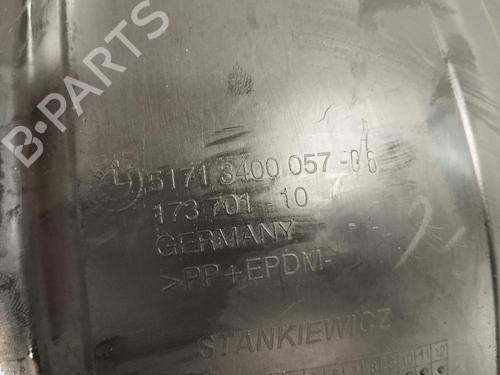 B-PARTS
5171 3400 057-06
173 701 - 10
GERMANY
>PP+EPDM-
STANKIEWICZ